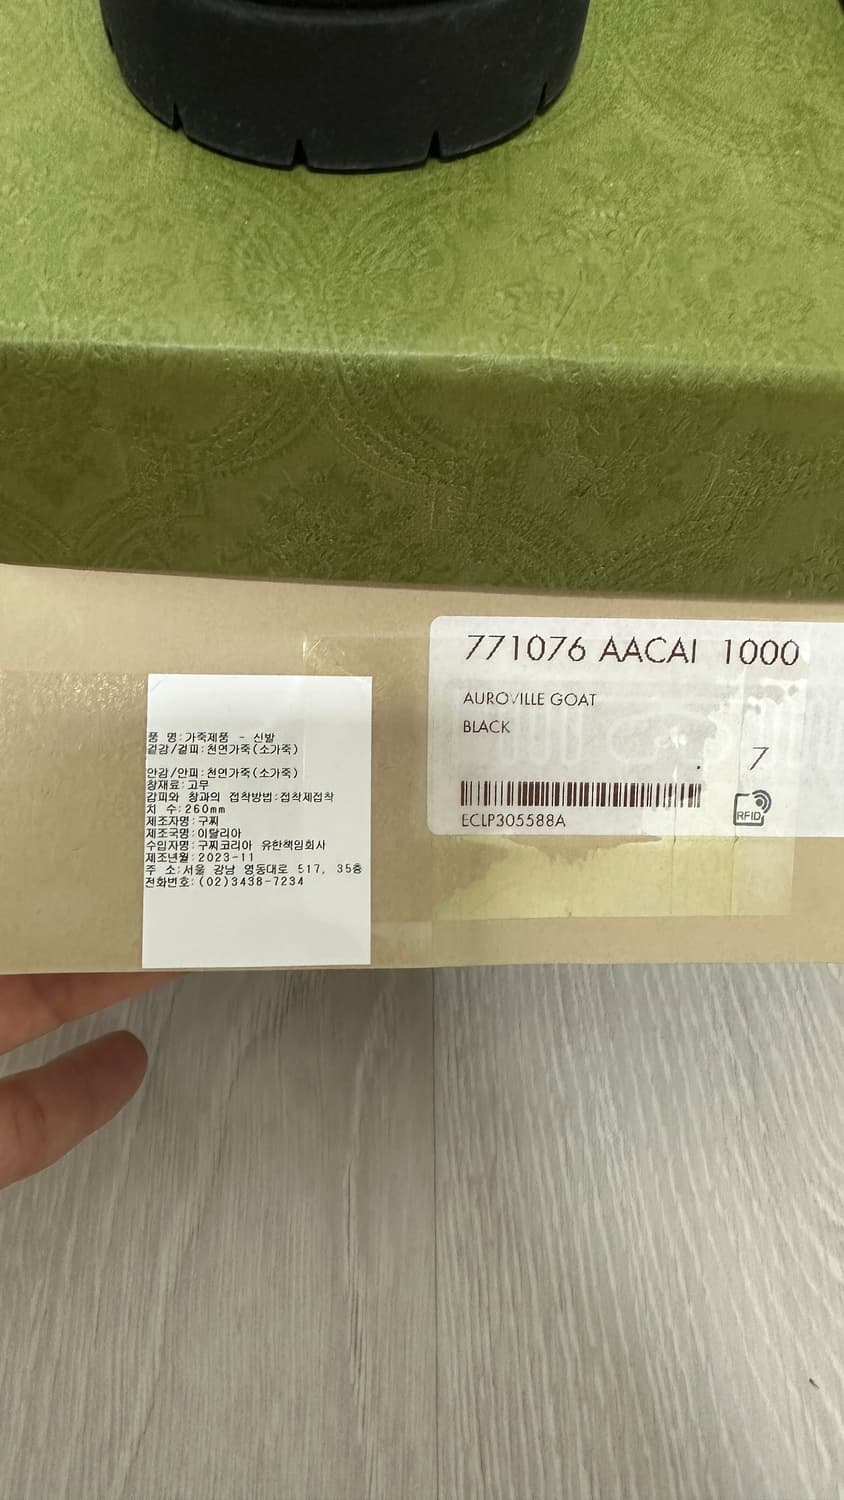 771076 AACAI 1000
AUROVILLE GOAT
BLACK
7
ECLP305588A
RFID
품 명:가죽제품 - 신발
겉감/겉피:천연가죽(소가죽)
안감/안피:천연가죽(소가죽)
창재료:고무
갑피와 창과의 접착방법:접착제접착
치 수:260mm
제조자명:구찌
제조국명:이탈리아
수입자명:구찌코리아 유한책임회사
제조년월:2023-11
주 소:서울 강남 영동대로 517, 35층
전화번호:(02)3438-7234